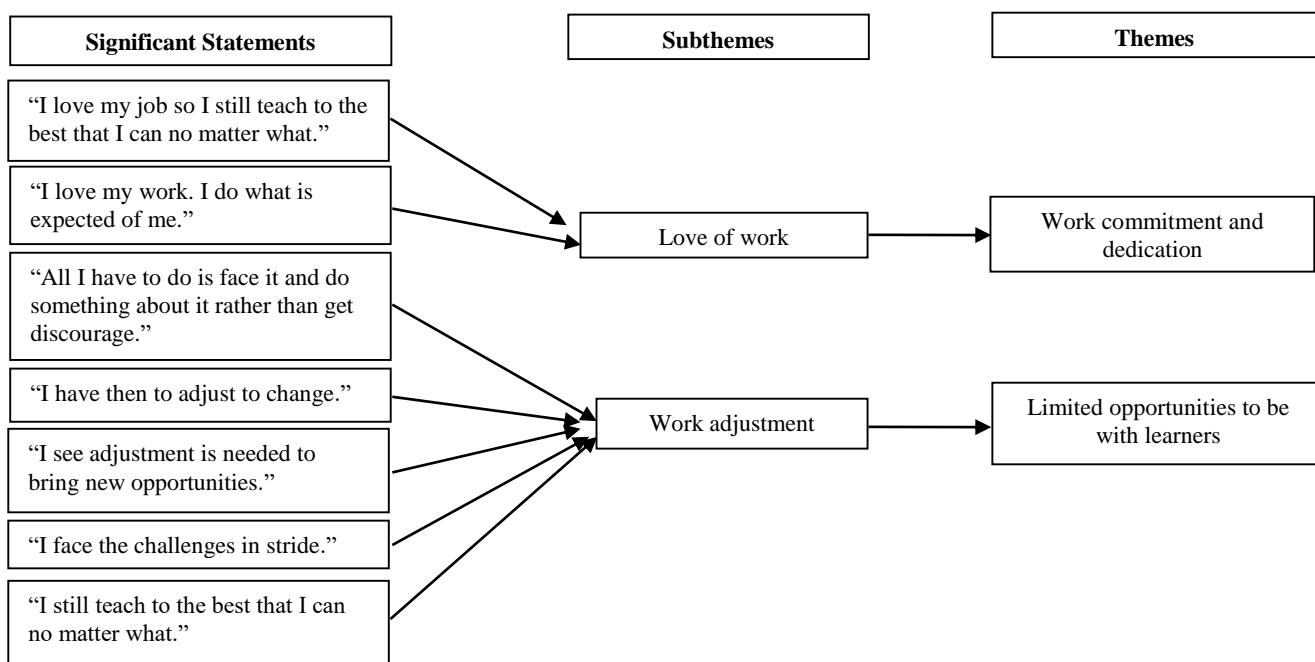 Significant Statements
Subthemes
Themes
“I love my job so I still teach to the
best that I can no matter what.”
“I love my work. I do what is
expected of me.”
“All I have to do is face it and do
something about it rather than get
discourage.”
“I have then to adjust to change.”
“I see adjustment is needed to
bring new opportunities.”
“I face the challenges in stride.”
“I still teach to the best that I can
no matter what.”
Love of work
Work adjustment
Work commitment and
dedication
Limited opportunities to be
with learners